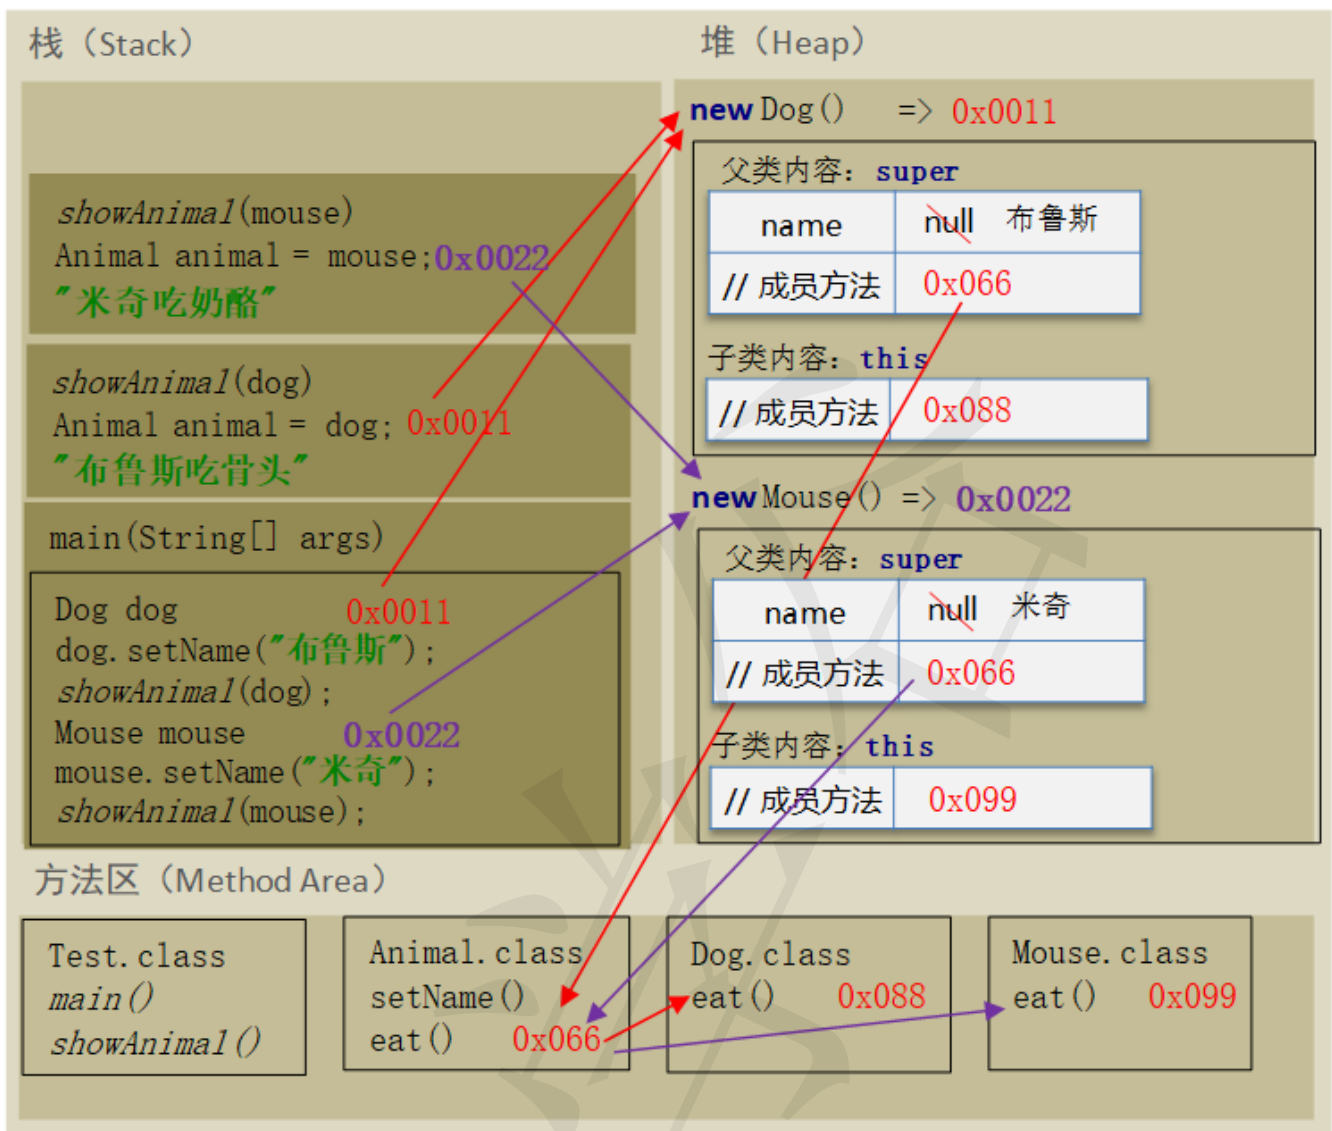 栈（Stack）
showAnimal(mouse)
Animal animal = mouse;0x0022
"米奇吃奶酪"
showAnimal(dog)
Animal animal = dog; 0x0011
"布鲁斯吃骨头"
main(String[] args)
Dog dog 0x0011
dog.setName("布鲁斯");
showAnimal(dog);
Mouse mouse 0x0022
mouse.setName("米奇");
showAnimal(mouse);
堆（Heap）
new Dog() => 0x0011
父类内容：super
name null 布鲁斯
// 成员方法 0x066
子类内容：this
// 成员方法 0x088
new Mouse() => 0x0022
父类内容：super
name null 米奇
// 成员方法 0x066
子类内容：this
// 成员方法 0x099
方法区（Method Area）
Test.class
main()
showAnimal()
Animal.class
setName()
eat() 0x066
Dog.class
eat() 0x088
Mouse.class
eat() 0x099